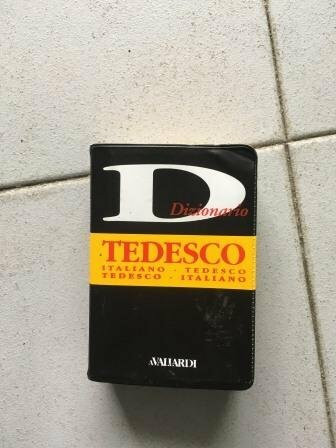 D
Dizionario
TEDESCO
ITALIANO · TEDESCO
TEDESCO · ITALIANO
A.VALLARDI